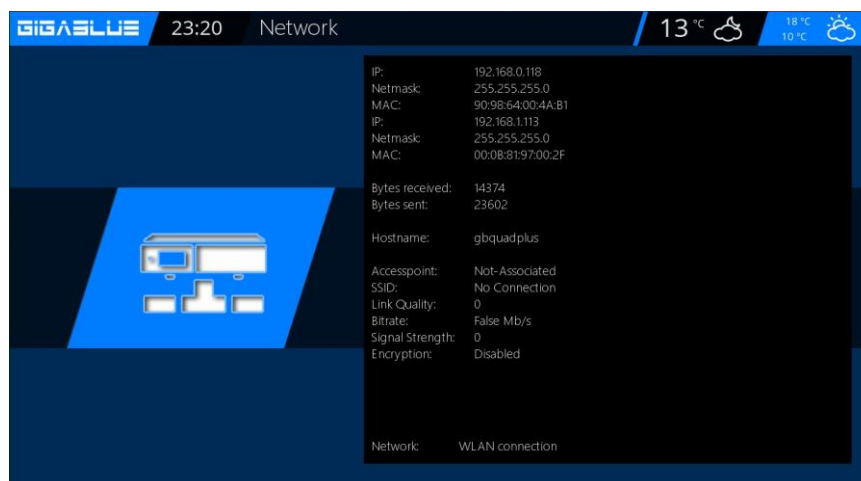 GIGABLUE 23:20 Network 13 °C 18 °C
10 °C
IP: 192.168.0.118
Netmask: 255.255.255.0
MAC: 90:98:64:00:4A:B1
IP: 192.168.1.113
Netmask: 255.255.255.0
MAC: 00:0B:81:97:00:2F
Bytes received: 14374
Bytes sent: 23602
Hostname: gbquadplus
Accesspoint: Not-Associated
SSID: No Connection
Link Quality: 0
Bitrate: False Mb/s
Signal Strength: 0
Encryption: Disabled
Network: WLAN connection